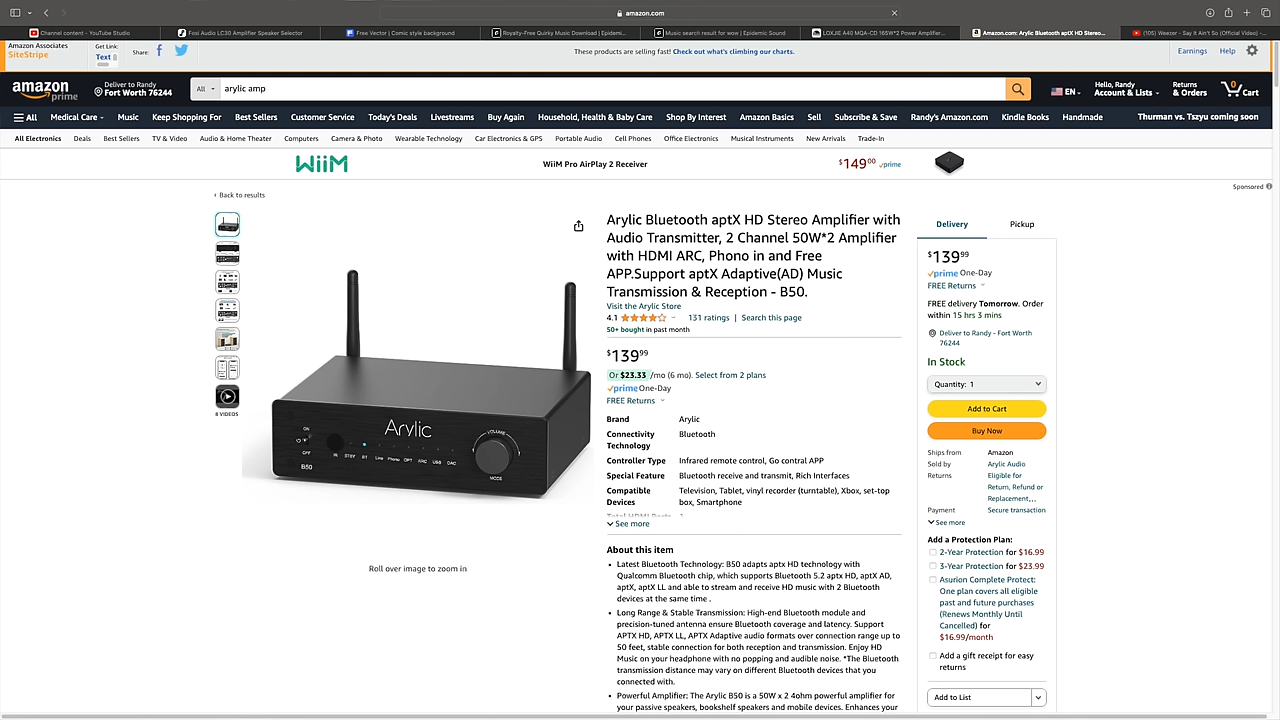 amazon.com
Channel content - YouTube Studio
Fosi Audio LC30 Amplifier Speaker Selector
Free Vector | Comic style background
Royalty-Free Quirky Music Download | Epidemi...
Music search result for wow | Epidemic Sound
LOXJIE A40 MQA-CD 165W*2 Power Amplifier...
Amazon.com: Arylic Bluetooth aptX HD Stereo...
(105) Weezer - Say It Ain't So (Official Video) -...
Amazon Associates
SiteStripe
Get Link:
Text
Share:
These products are selling fast! Check out what's climbing our charts.
Earnings
Help
amazon
prime
Deliver to Randy
Fort Worth 76244
All
arylic amp
EN
Hello, Randy
Account & Lists
Returns
& Orders
0
Cart
All
Medical Care
Music
Keep Shopping For
Best Sellers
Customer Service
Today's Deals
Livestreams
Buy Again
Household, Health & Baby Care
Shop By Interest
Amazon Basics
Sell
Subscribe & Save
Randy's Amazon.com
Kindle Books
Handmade
Thurman vs. Tszyu coming soon
All Electronics
Deals
Best Sellers
TV & Video
Audio & Home Theater
Computers
Camera & Photo
Wearable Technology
Car Electronics & GPS
Portable Audio
Cell Phones
Office Electronics
Musical Instruments
New Arrivals
Trade-In
WiiM
WiiM Pro AirPlay 2 Receiver
$14900 prime
Sponsored
‹ Back to results
8 VIDEOS
ON
OFF
B50
Arylic
IR STBY BT Line Phono OPT ARC USB DAC
VOLUME
MODE
Roll over image to zoom in
Arylic Bluetooth aptX HD Stereo Amplifier with
Audio Transmitter, 2 Channel 50W*2 Amplifier
with HDMI ARC, Phono in and Free
APP.Support aptX Adaptive(AD) Music
Transmission & Reception - B50.
Visit the Arylic Store
4.1
131 ratings | Search this page
50+ bought in past month
$13999
Or $23.33 /mo (6 mo). Select from 2 plans
prime One-Day
FREE Returns
Brand Arylic
Connectivity Bluetooth
Technology
Controller Type Infrared remote control, Go contral APP
Special Feature Bluetooth receive and transmit, Rich Interfaces
Compatible Television, Tablet, vinyl recorder (turntable), Xbox, set-top
Devices box, Smartphone
Total HDMI Ports
See more
About this item
• Latest Bluetooth Technology: B50 adapts aptx HD technology with
Qualcomm Bluetooth chip, which supports Bluetooth 5.2 aptx HD, aptX AD,
aptX, aptX LL and able to stream and receive HD music with 2 Bluetooth
devices at the same time .
• Long Range & Stable Transmission: High-end Bluetooth module and
precision-tuned antenna ensure Bluetooth coverage and latency. Support
APTX HD, APTX LL, APTX Adaptive audio formats over connection range up to
50 feet, stable connection for both reception and transmission. Enjoy HD
Music on your headphone with no popping and audible noise. *The Bluetooth
transmission distance may vary on different Bluetooth devices that you
connected with.
• Powerful Amplifier: The Arylic B50 is a 50W x 2 4ohm powerful amplifier for
your passive speakers, bookshelf speakers and mobile devices. Enhances your
Delivery
Pickup
$13999
prime One-Day
FREE Returns
FREE delivery Tomorrow. Order
within 15 hrs 3 mins
Deliver to Randy - Fort Worth
76244
In Stock
Quantity: 1
Add to Cart
Buy Now
Ships from Amazon
Sold by Arylic Audio
Returns Eligible for
Return, Refund or
Replacement...
Payment Secure transaction
See more
Add a Protection Plan:
2-Year Protection for $16.99
3-Year Protection for $23.99
Asurion Complete Protect:
One plan covers all eligible
past and future purchases
(Renews Monthly Until
Cancelled) for
$16.99/month
Add a gift receipt for easy
returns
Add to List